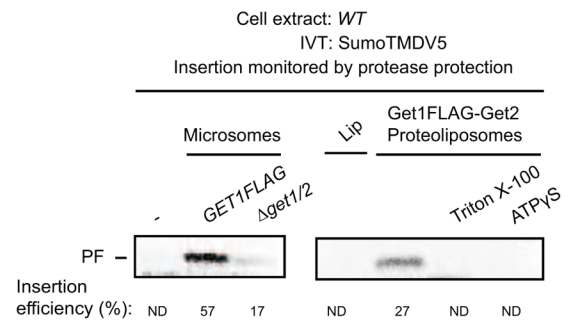 Cell extract: WT
IVT: SumoTMDV5
Insertion monitored by protease protection
Get1FLAG-Get2
Microsomes Lip Proteoliposomes
- GET1FLAG Δget1/2 Triton X-100 ATPγS
PF –
Insertion
efficiency (%): ND 57 17 ND 27 ND ND